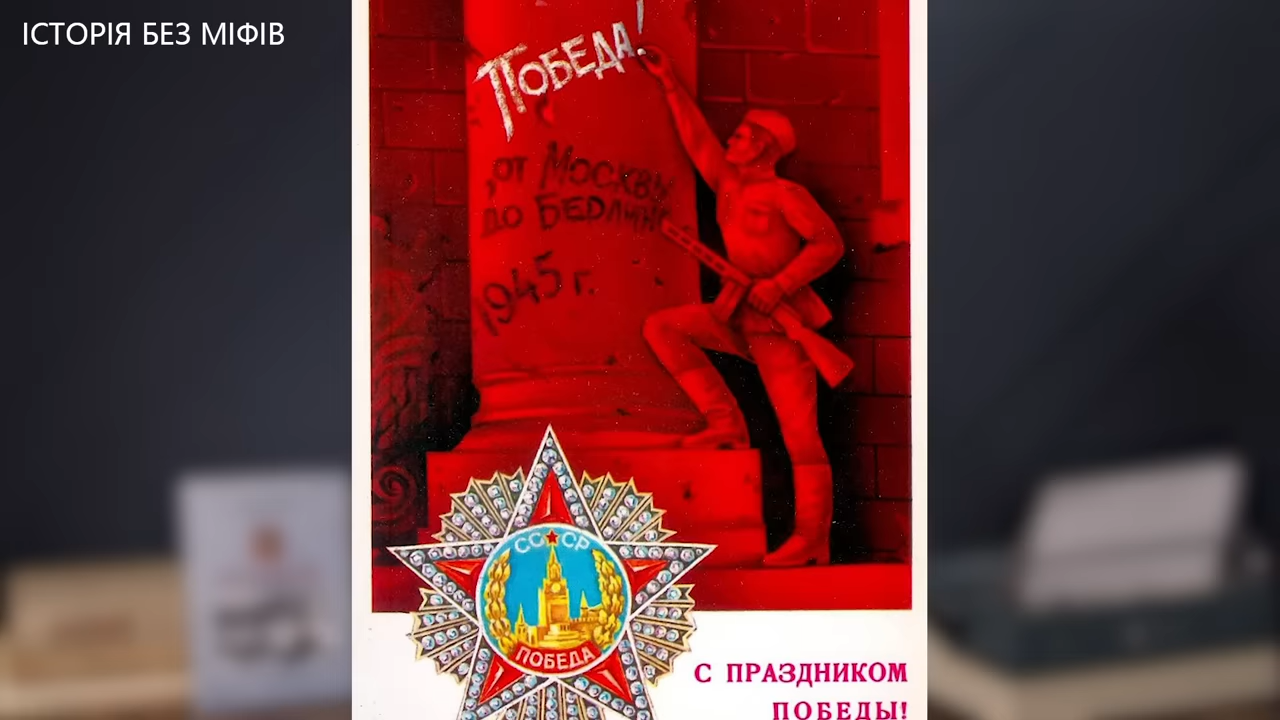 ІСТОРІЯ БЕЗ МІФІВ
Победа!
от Москвы
до Берлина
1945 г.
СССР
ПОБЕДА
С ПРАЗДНИКОМ
ПОБЕДЫ!